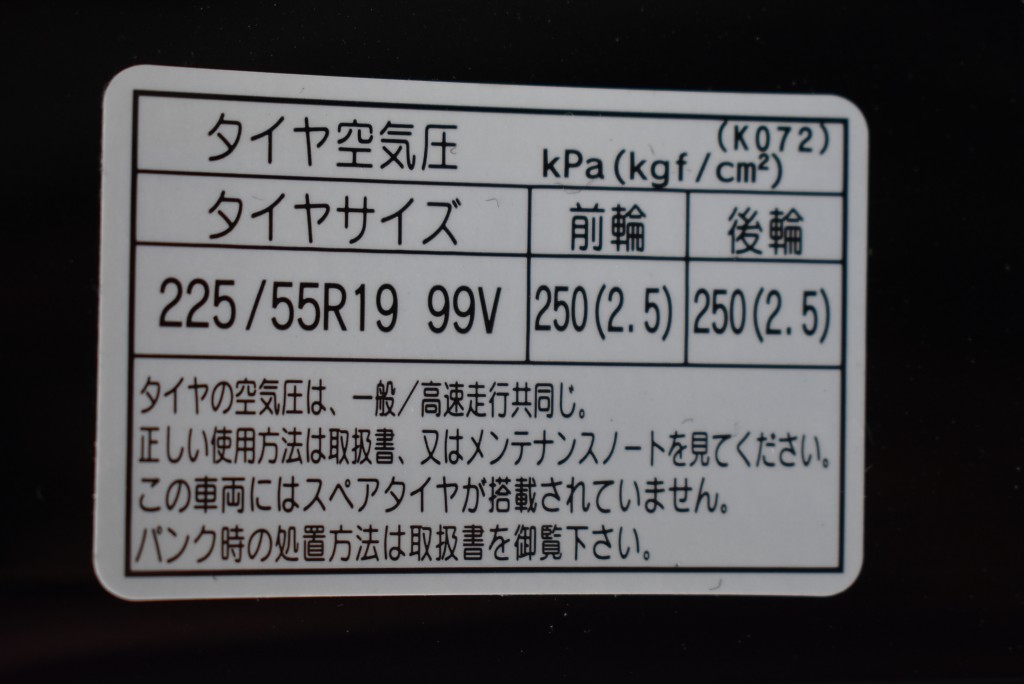 タイヤ空気圧 kPa(kgf/cm²) (K072)
タイヤサイズ 前輪 後輪
225/55R19 99V 250(2.5) 250(2.5)
タイヤの空気圧は、一般/高速走行共同じ。
正しい使用方法は取扱書、又はメンテナンスノートを見てください。
この車両にはスペアタイヤが搭載されていません。
パンク時の処置方法は取扱書を御覧下さい。